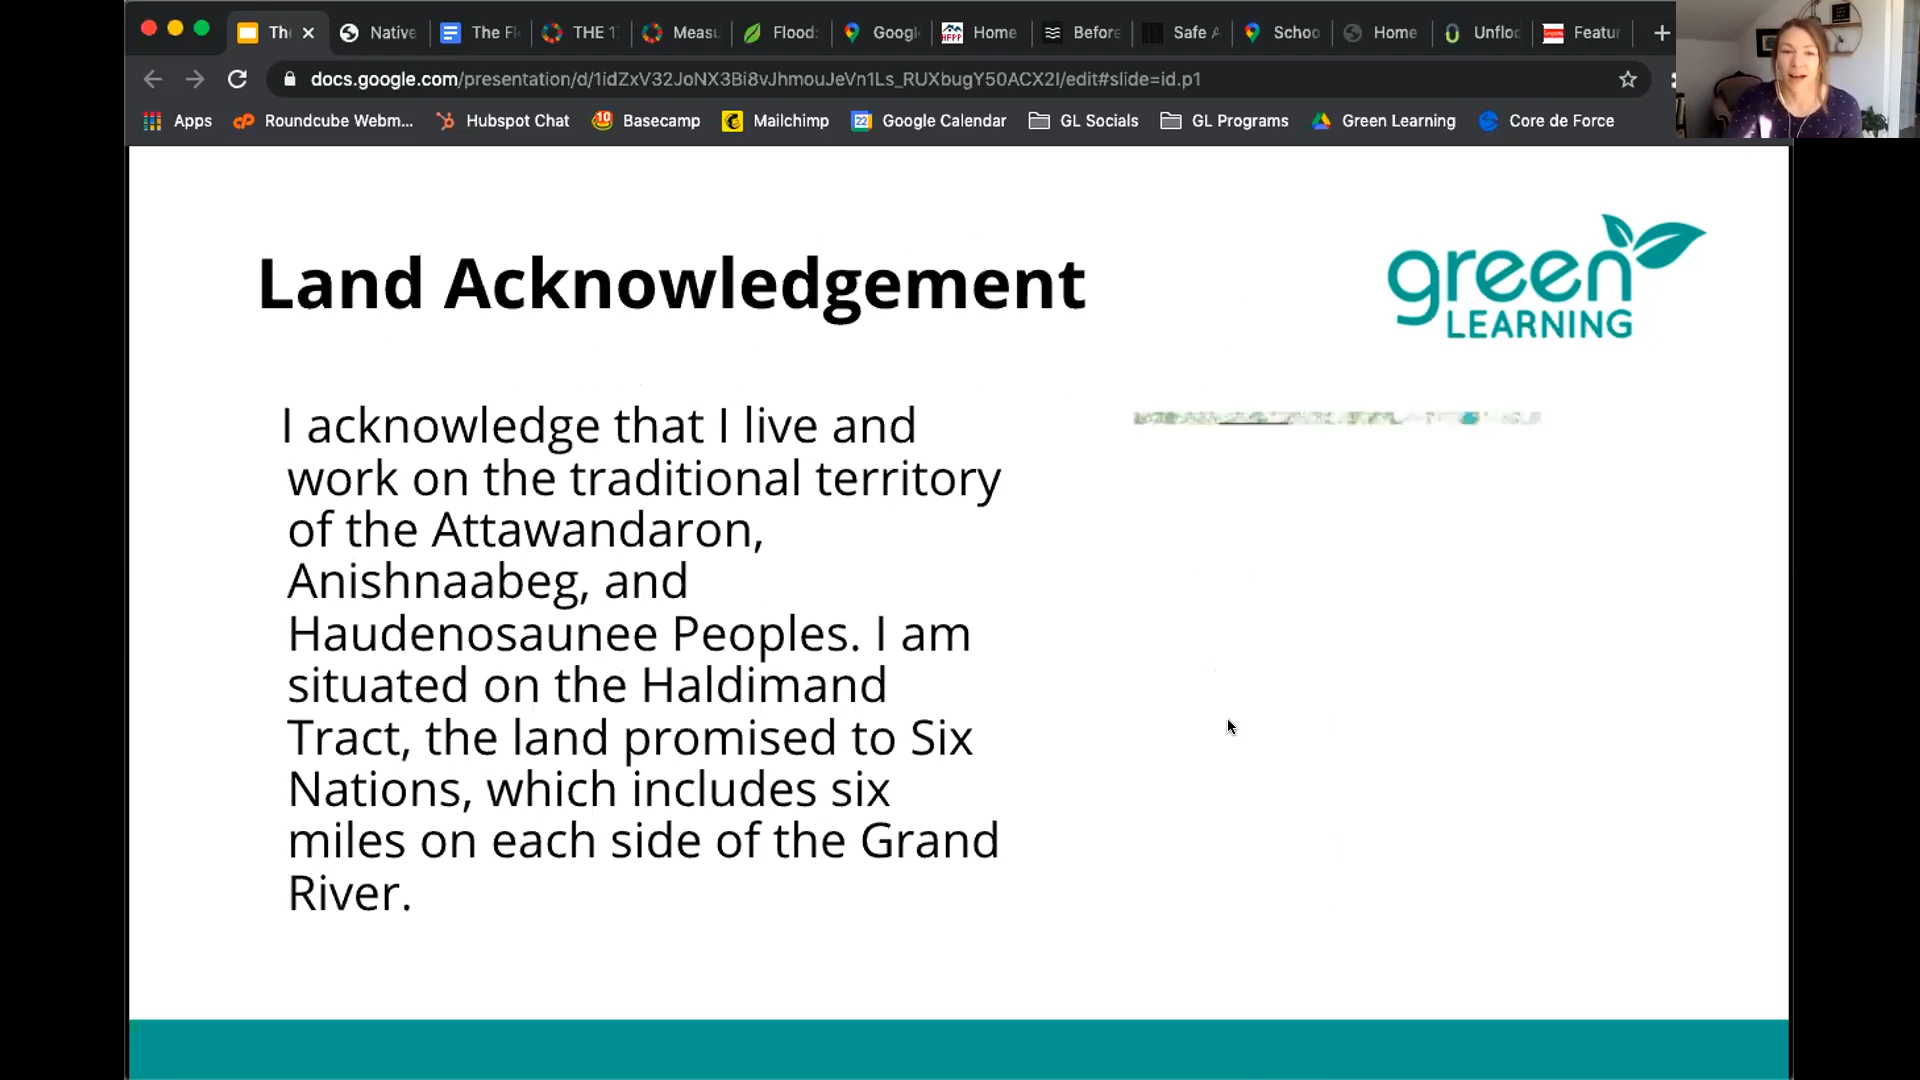 The
Native
The Fl
THE 1
Measu
Flood:
Googl
Home
Before
Safe A
Schoo
Home
Unfloo
Featur
docs.google.com/presentation/d/1idZxV32JoNX3Bi8vJhmouJeVn1Ls_RUXbugY50ACX2I/edit#slide=id.p1
Apps
Roundcube Webm...
Hubspot Chat
Basecamp
Mailchimp
Google Calendar
GL Socials
GL Programs
Green Learning
Core de Force
Land Acknowledgement
green
LEARNING
I acknowledge that I live and
work on the traditional territory
of the Attawandaron,
Anishnaabeg, and
Haudenosaunee Peoples. I am
situated on the Haldimand
Tract, the land promised to Six
Nations, which includes six
miles on each side of the Grand
River.